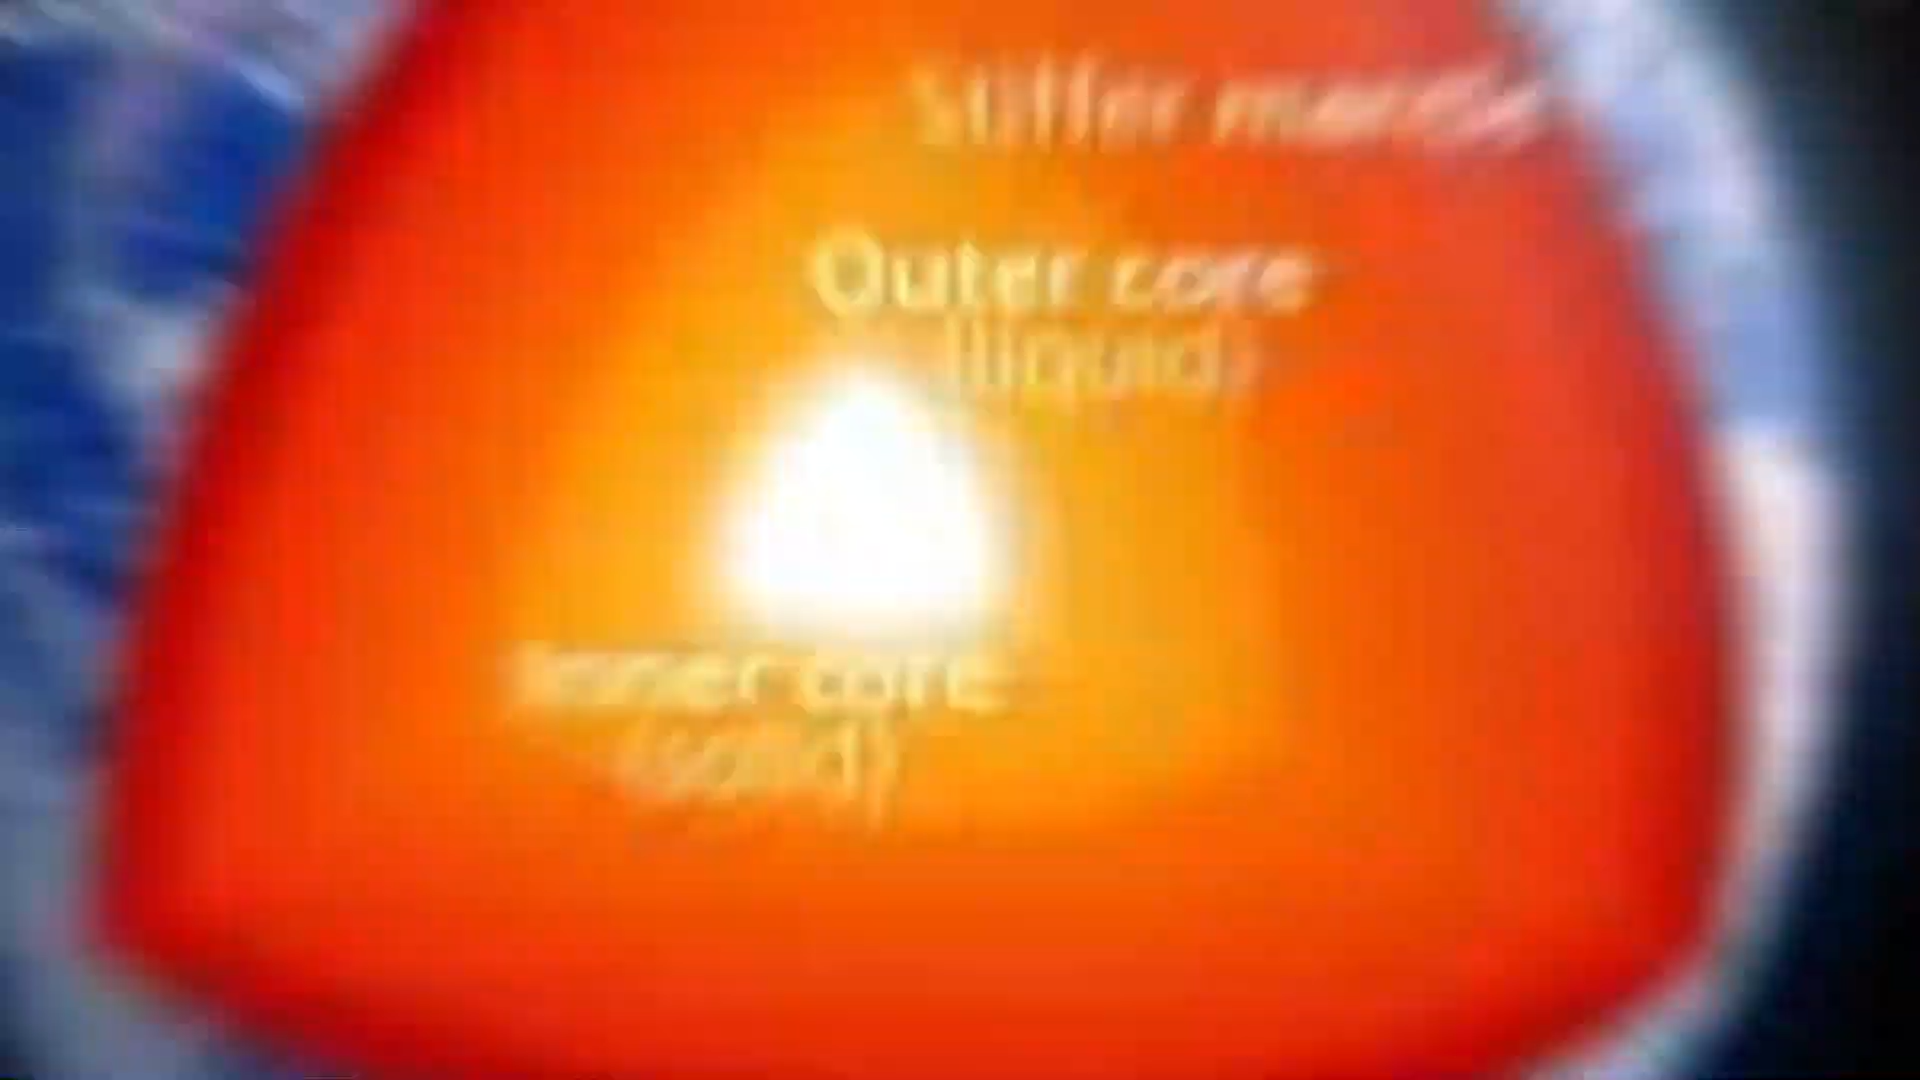 Stiffer mantle
Outer core
(liquid)
Inner core
(solid)